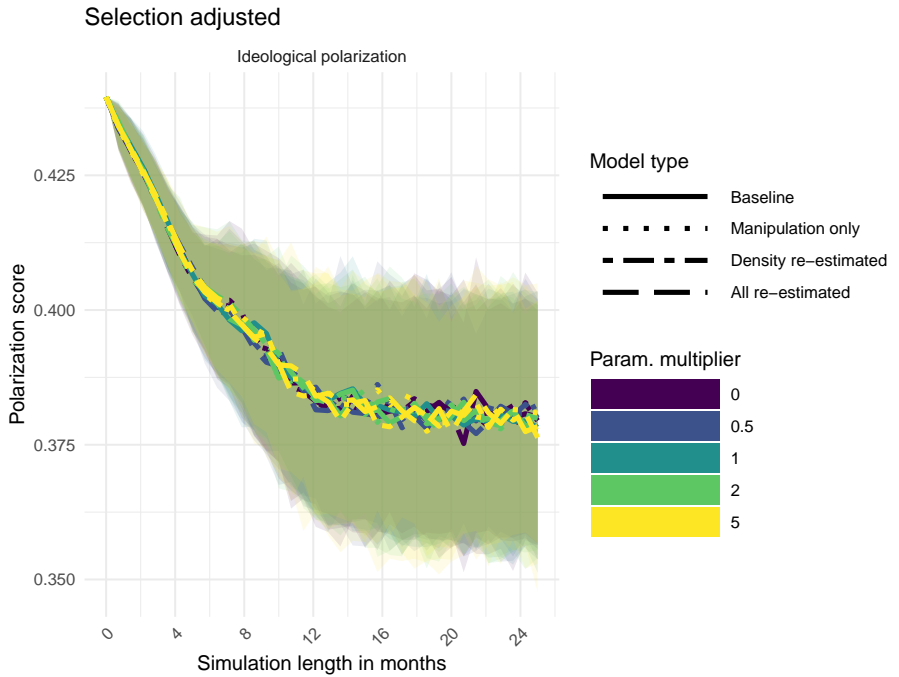 Selection adjusted
Ideological polarization
Polarization score
0.425
0.400
0.375
0.350
0 4 8 12 16 20 24
Simulation length in months
Model type
Baseline
Manipulation only
Density re−estimated
All re−estimated
Param. multiplier
0
0.5
1
2
5